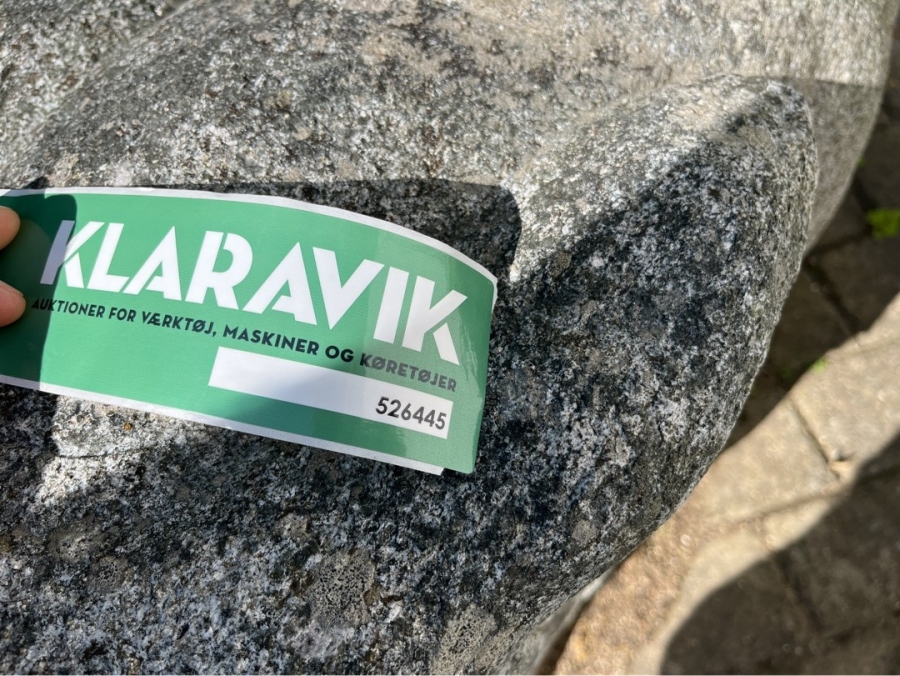 KLARAVIK
AUKTIONER FOR VÆRKTØJ, MASKINER OG KØRETØJER
526445